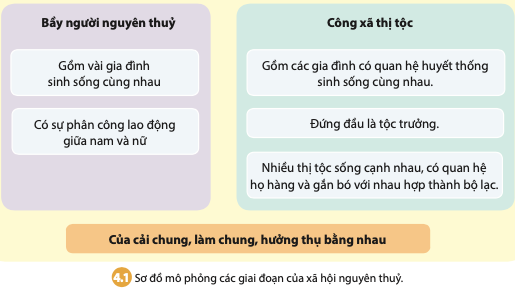 Bầy người nguyên thuỷ
Gồm vài gia đình
sinh sống cùng nhau
Có sự phân công lao động
giữa nam và nữ
Công xã thị tộc
Gồm các gia đình có quan hệ huyết thống
sinh sống cùng nhau.
Đứng đầu là tộc trưởng.
Nhiều thị tộc sống cạnh nhau, có quan hệ
họ hàng và gắn bó với nhau hợp thành bộ lạc.
Của cải chung, làm chung, hưởng thụ bằng nhau
4.1 Sơ đồ mô phỏng các giai đoạn của xã hội nguyên thuỷ.